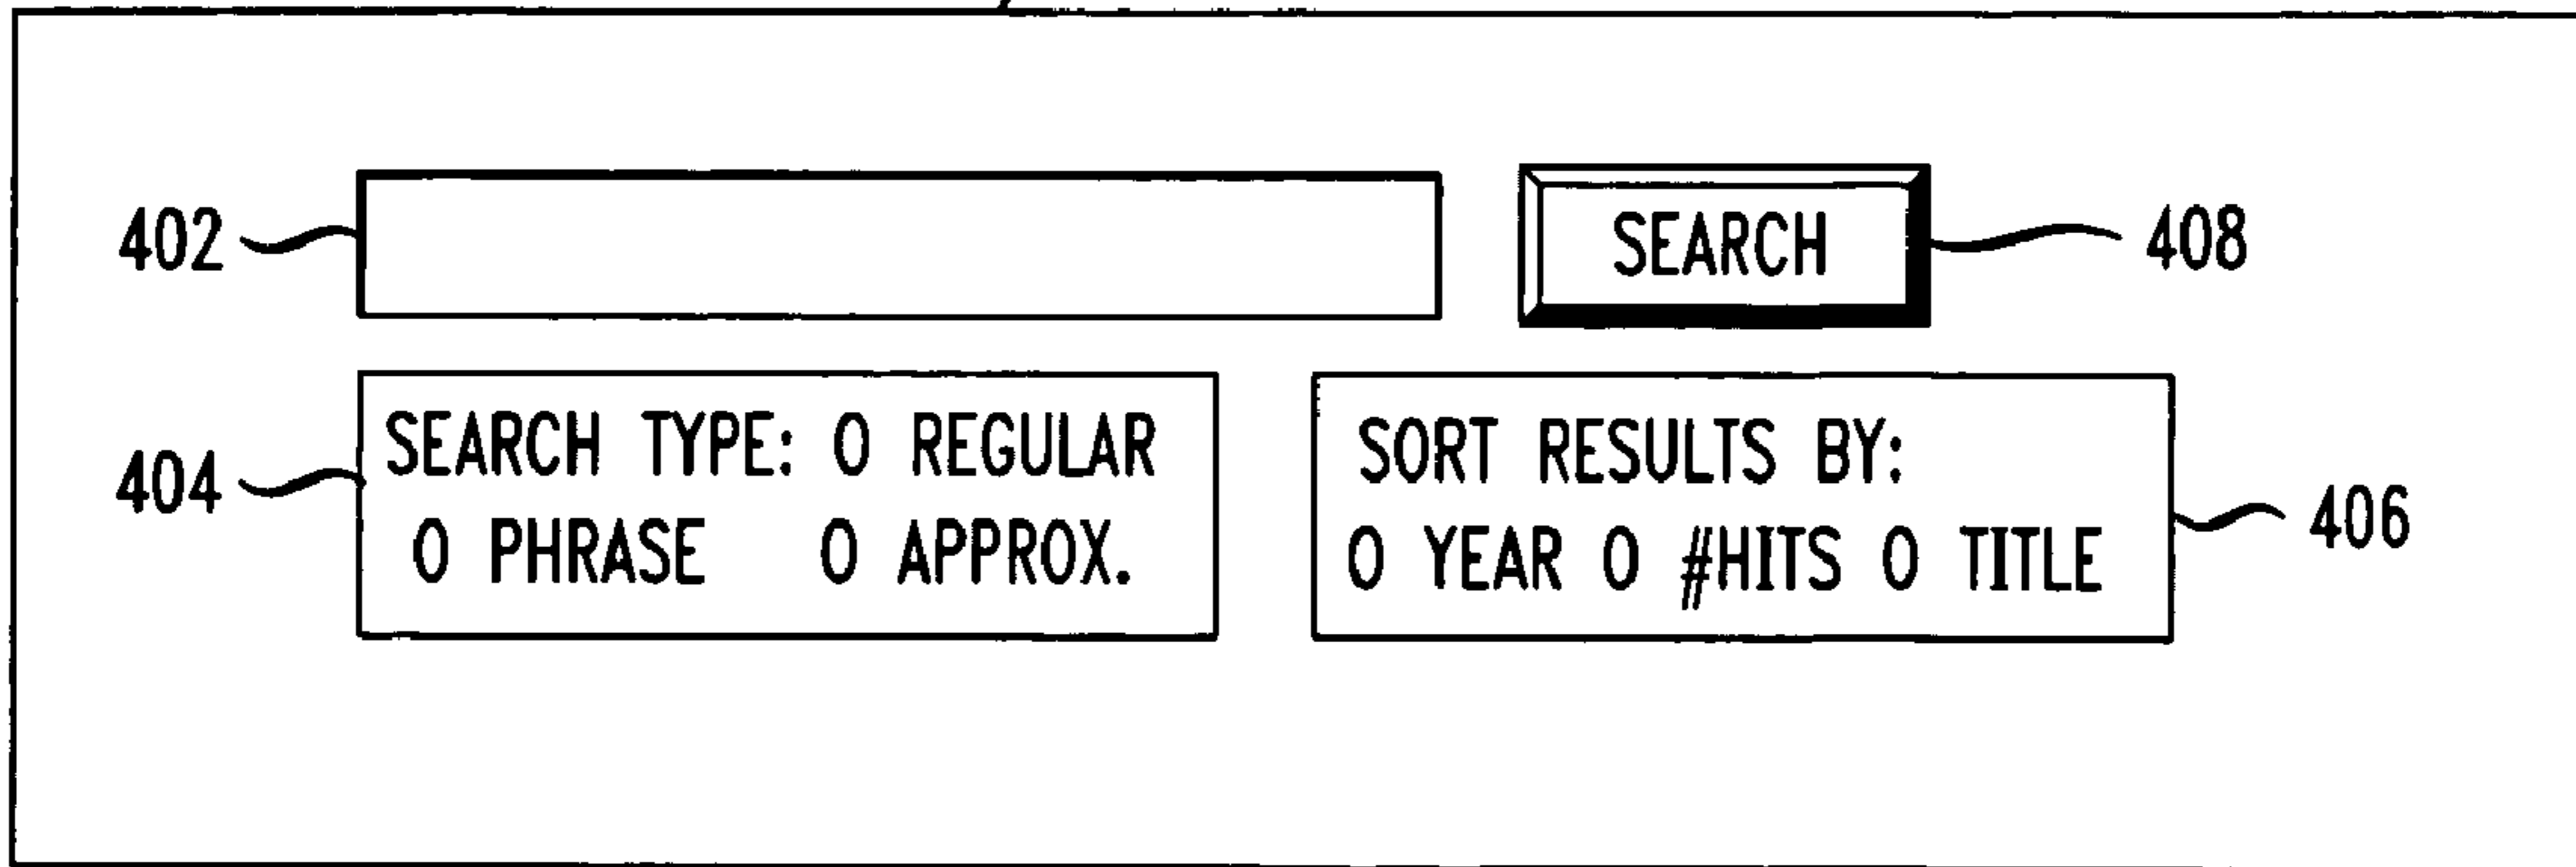 402
SEARCH
408
404
SEARCH TYPE: O REGULAR
O PHRASE O APPROX.
SORT RESULTS BY:
O YEAR O #HITS O TITLE
406